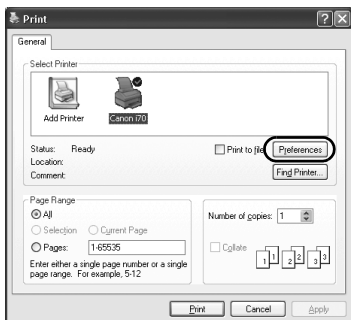 Print
General
Select Printer
Add Printer
Canon i70
Status: Ready
Location:
Comment:
Print to file
Preferences
Find Printer...
Page Range
All
Selection
Current Page
Pages: 1-65535
Enter either a single page number or a single
page range. For example, 5-12
Number of copies: 1
Collate
1 1 2 2 3 3
Print
Cancel
Apply